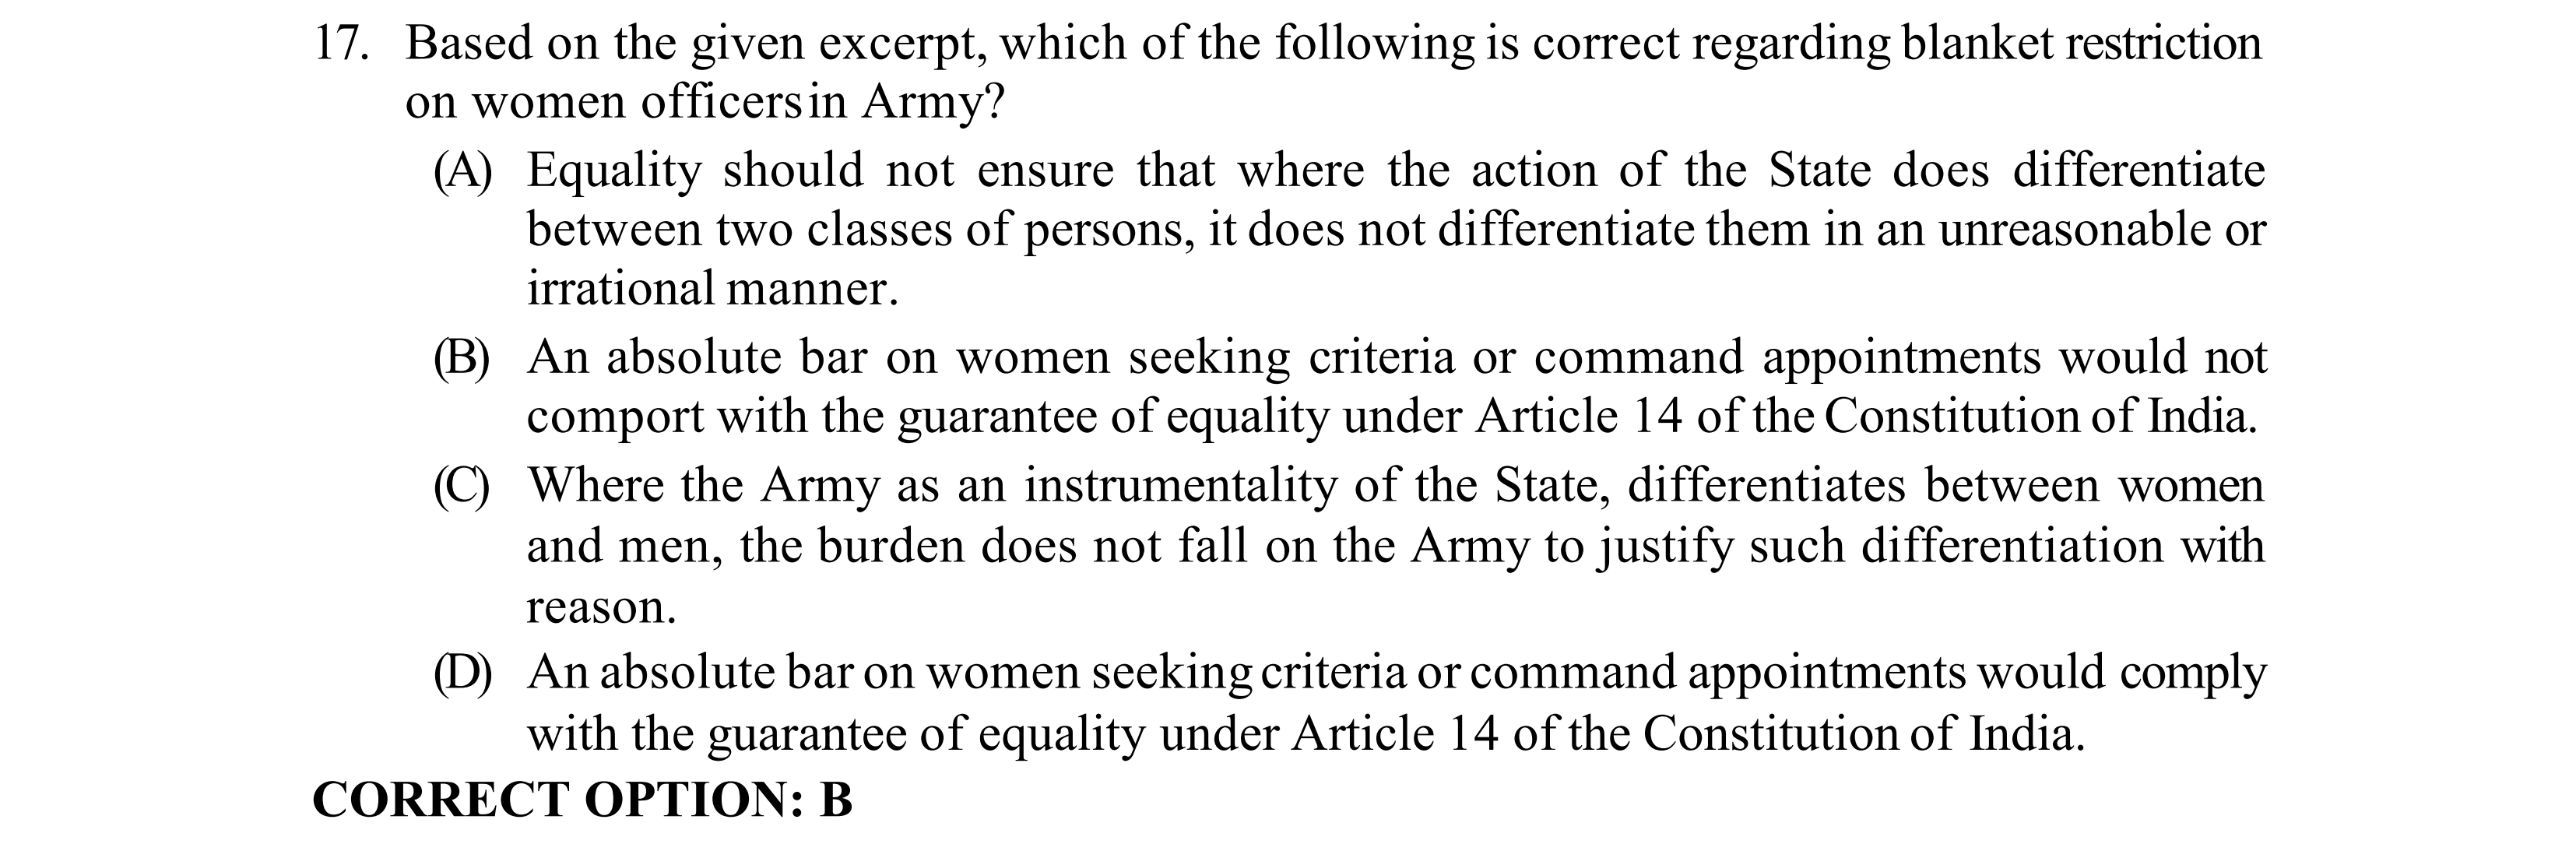 17. Based on the given excerpt, which of the following is correct regarding blanket restriction
on women officersin Army?
(A) Equality should not ensure that where the action of the State does differentiate
between two classes of persons, it does not differentiate them in an unreasonable or
irrational manner.
(B) An absolute bar on women seeking criteria or command appointments would not
comport with the guarantee of equality under Article 14 of the Constitution of India.
(C) Where the Army as an instrumentality of the State, differentiates between women
and men, the burden does not fall on the Army to justify such differentiation with
reason.
(D) An absolute bar on women seeking criteria or command appointments would comply
with the guarantee of equality under Article 14 of the Constitution of India.
CORRECT OPTION: B